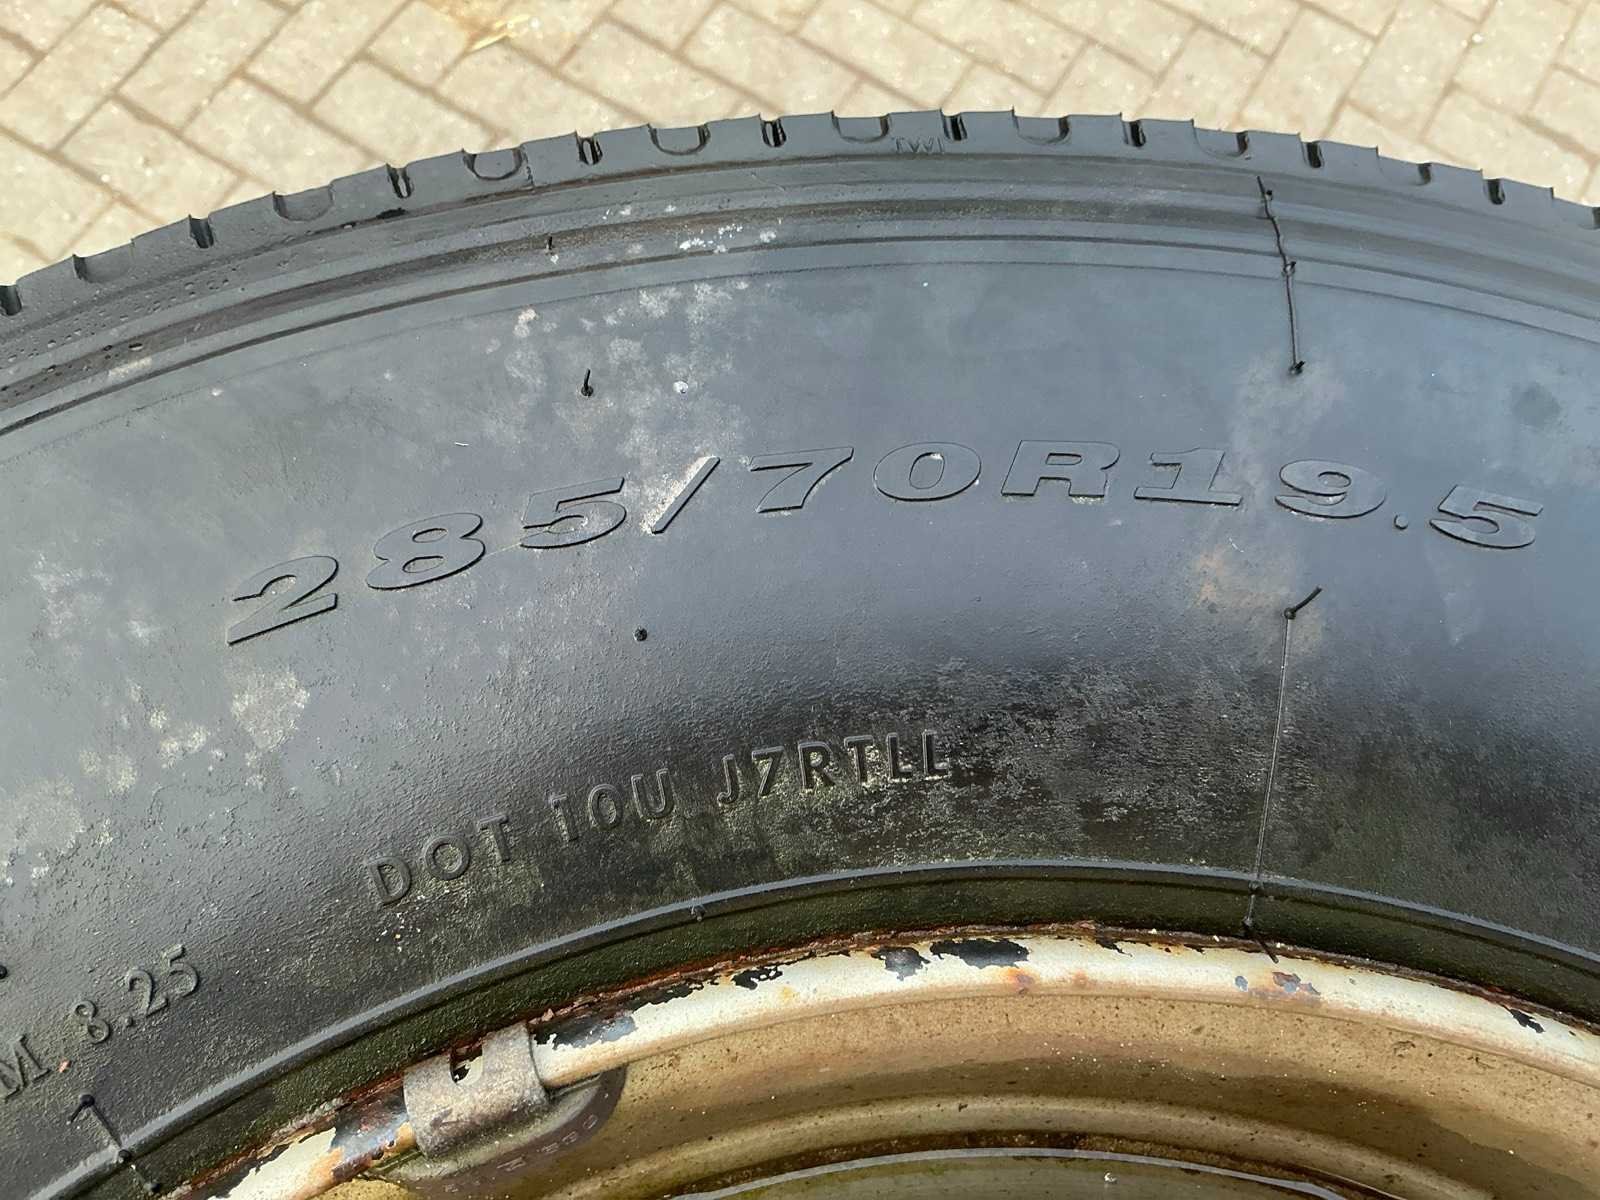 TWI
285/70R19.5
DOT 10U J7RTLL
M 8.25